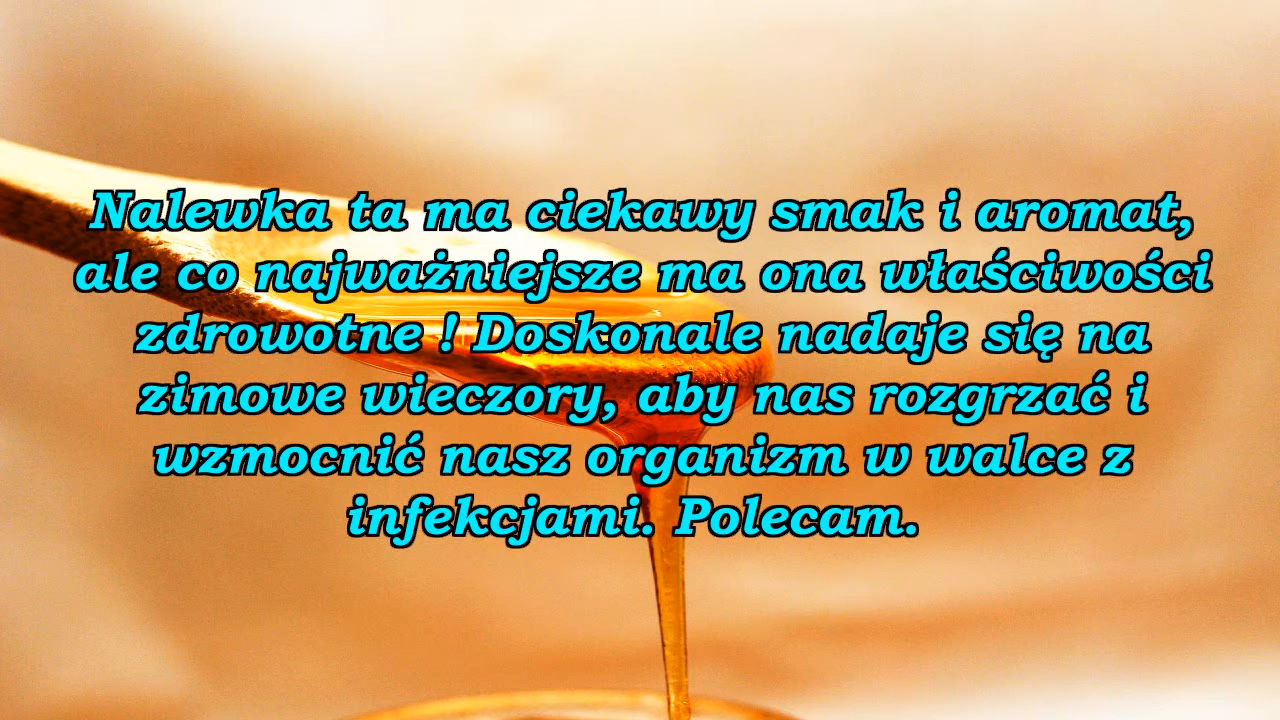 Nalewka ta ma ciekawy smak i aromat,
ale co najważniejsze ma ona właściwości
zdrowotne ! Doskonale nadaje się na
zimowe wieczory, aby nas rozgrzać i
wzmocnić nasz organizm w walce z
infekcjami. Polecam.